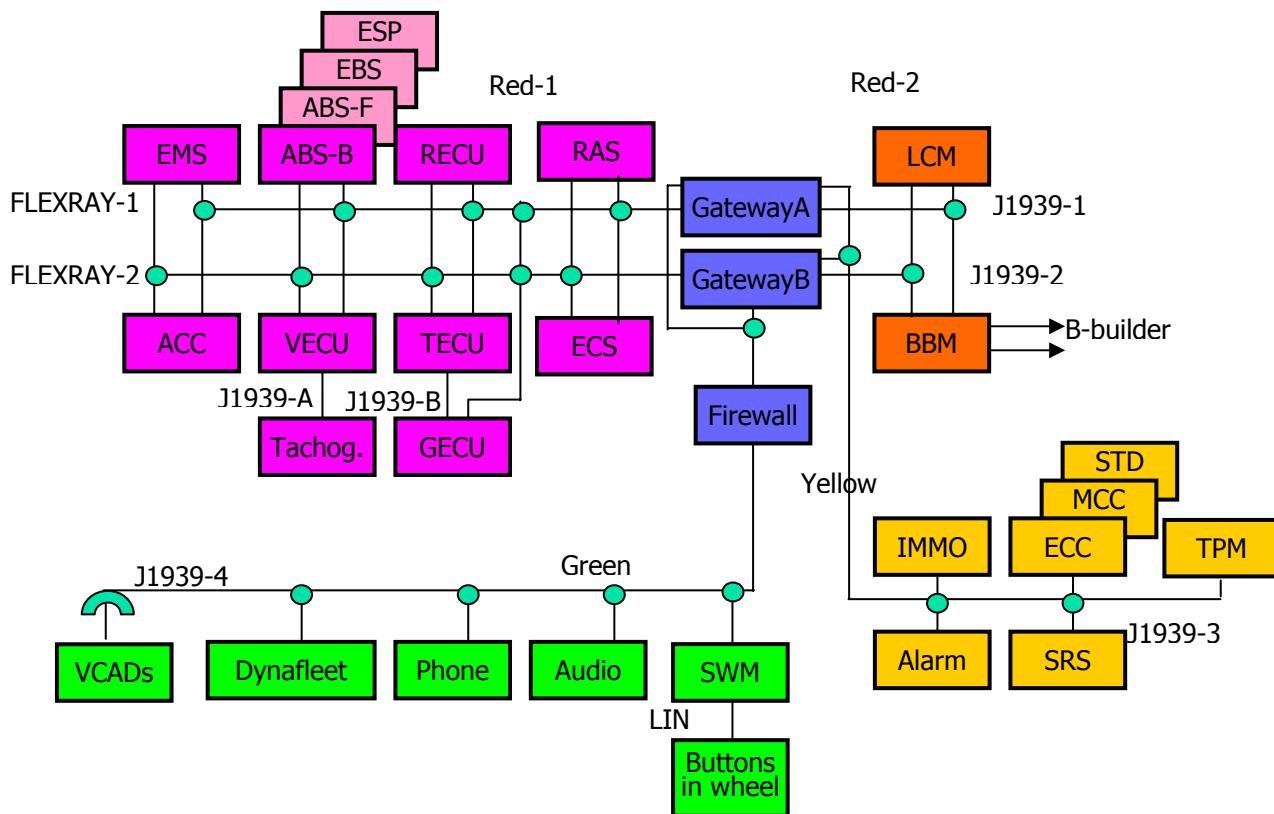 ESP
EBS
ABS-F
Red-1
Red-2
EMS
ABS-B
RECU
RAS
LCM
FLEXRAY-1
GatewayA
J1939-1
FLEXRAY-2
GatewayB
J1939-2
ACC
VECU
TECU
ECS
BBM
B-builder
J1939-A
J1939-B
Tachog.
GECU
Firewall
Yellow
STD
MCC
IMMO
ECC
TPM
J1939-4
Green
J1939-3
VCADs
Dynafleet
Phone
Audio
SWM
Alarm
SRS
LIN
Buttons
in wheel